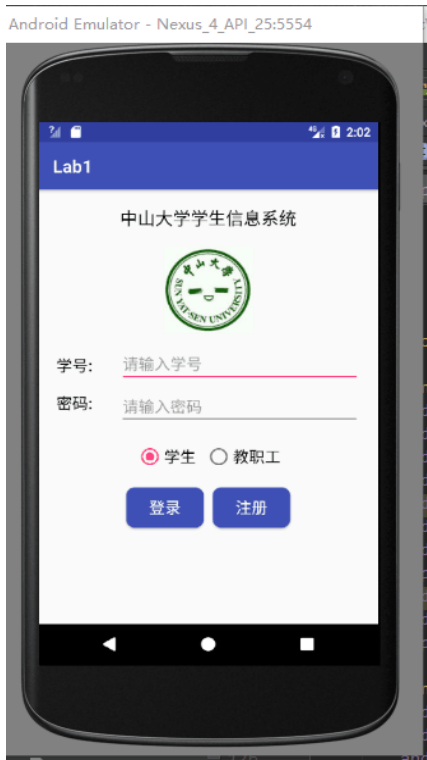 Android Emulator - Nexus_4_API_25:5554
2:02
Lab1
中山大学学生信息系统
中山大學
SUN YAT-SEN UNIVERSITY
学号: 请输入学号
密码: 请输入密码
学生 教职工
登录 注册